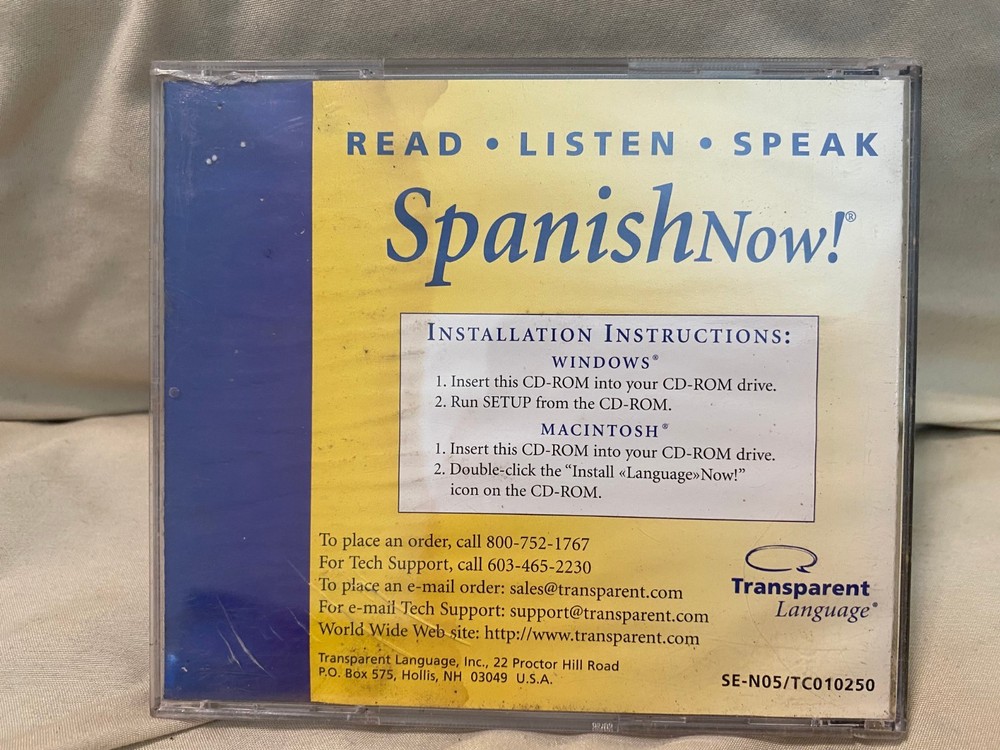 READ • LISTEN • SPEAK
SpanishNow!®
INSTALLATION INSTRUCTIONS:
WINDOWS®
1. Insert this CD-ROM into your CD-ROM drive.
2. Run SETUP from the CD-ROM.
MACINTOSH®
1. Insert this CD-ROM into your CD-ROM drive.
2. Double-click the “Install «Language»Now!”
icon on the CD-ROM.
To place an order, call 800-752-1767
For Tech Support, call 603-465-2230
To place an e-mail order: sales@transparent.com
For e-mail Tech Support: support@transparent.com
World Wide Web site: http://www.transparent.com
Transparent Language, Inc., 22 Proctor Hill Road
P.O. Box 575, Hollis, NH 03049 U.S.A.
Transparent
Language®
SE-N05/TC010250